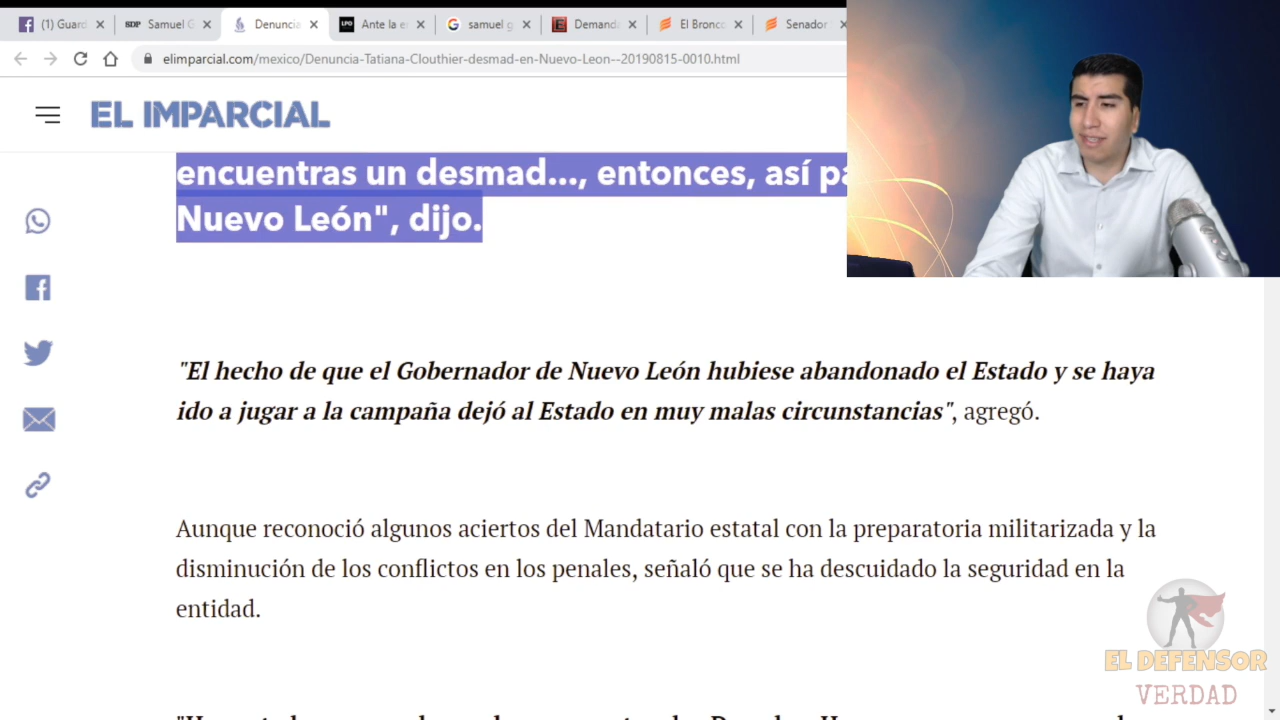 (1) Guard
SDP Samuel G
Denuncia
LPO Ante la e
samuel g
Demanda
El Bronco
Senador
elimparcial.com/mexico/Denuncia-Tatiana-Clouthier-desmad-en-Nuevo-Leon--20190815-0010.html
EL IMPARCIAL
encuentras un desmad..., entonces, así pa
Nuevo León", dijo.
"El hecho de que el Gobernador de Nuevo León hubiese abandonado el Estado y se haya
ido a jugar a la campaña dejó al Estado en muy malas circunstancias", agregó.
Aunque reconoció algunos aciertos del Mandatario estatal con la preparatoria militarizada y la
disminución de los conflictos en los penales, señaló que se ha descuidado la seguridad en la
entidad.
EL DEFENSOR
VERDAD